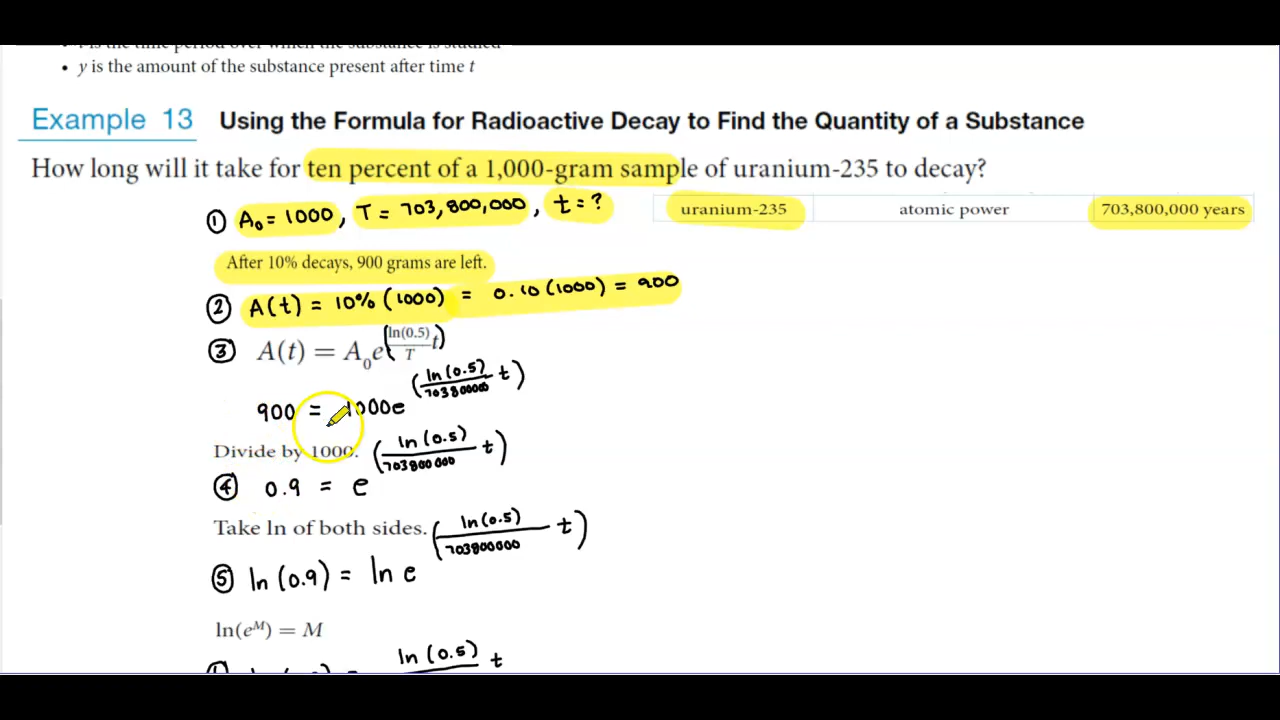 • y is the amount of the substance present after time t
Example 13 Using the Formula for Radioactive Decay to Find the Quantity of a Substance
How long will it take for ten percent of a 1,000-gram sample of uranium-235 to decay?
① A₀ = 1000, T = 703,800,000, t = ?
uranium-235 atomic power 703,800,000 years
After 10% decays, 900 grams are left.
② A(t) = 10% (1000) = 0.10 (1000) = 900
③ A(t) = A₀e^(ln(0.5)/T t)
900 = 1000e^(ln(0.5)/703800000 t)
Divide by 1000.
④ 0.9 = e^(ln(0.5)/703800000 t)
Take ln of both sides.
⑤ ln(0.9) = ln e^(ln(0.5)/703800000 t)
ln(e^M) = M
ln(0.5) t